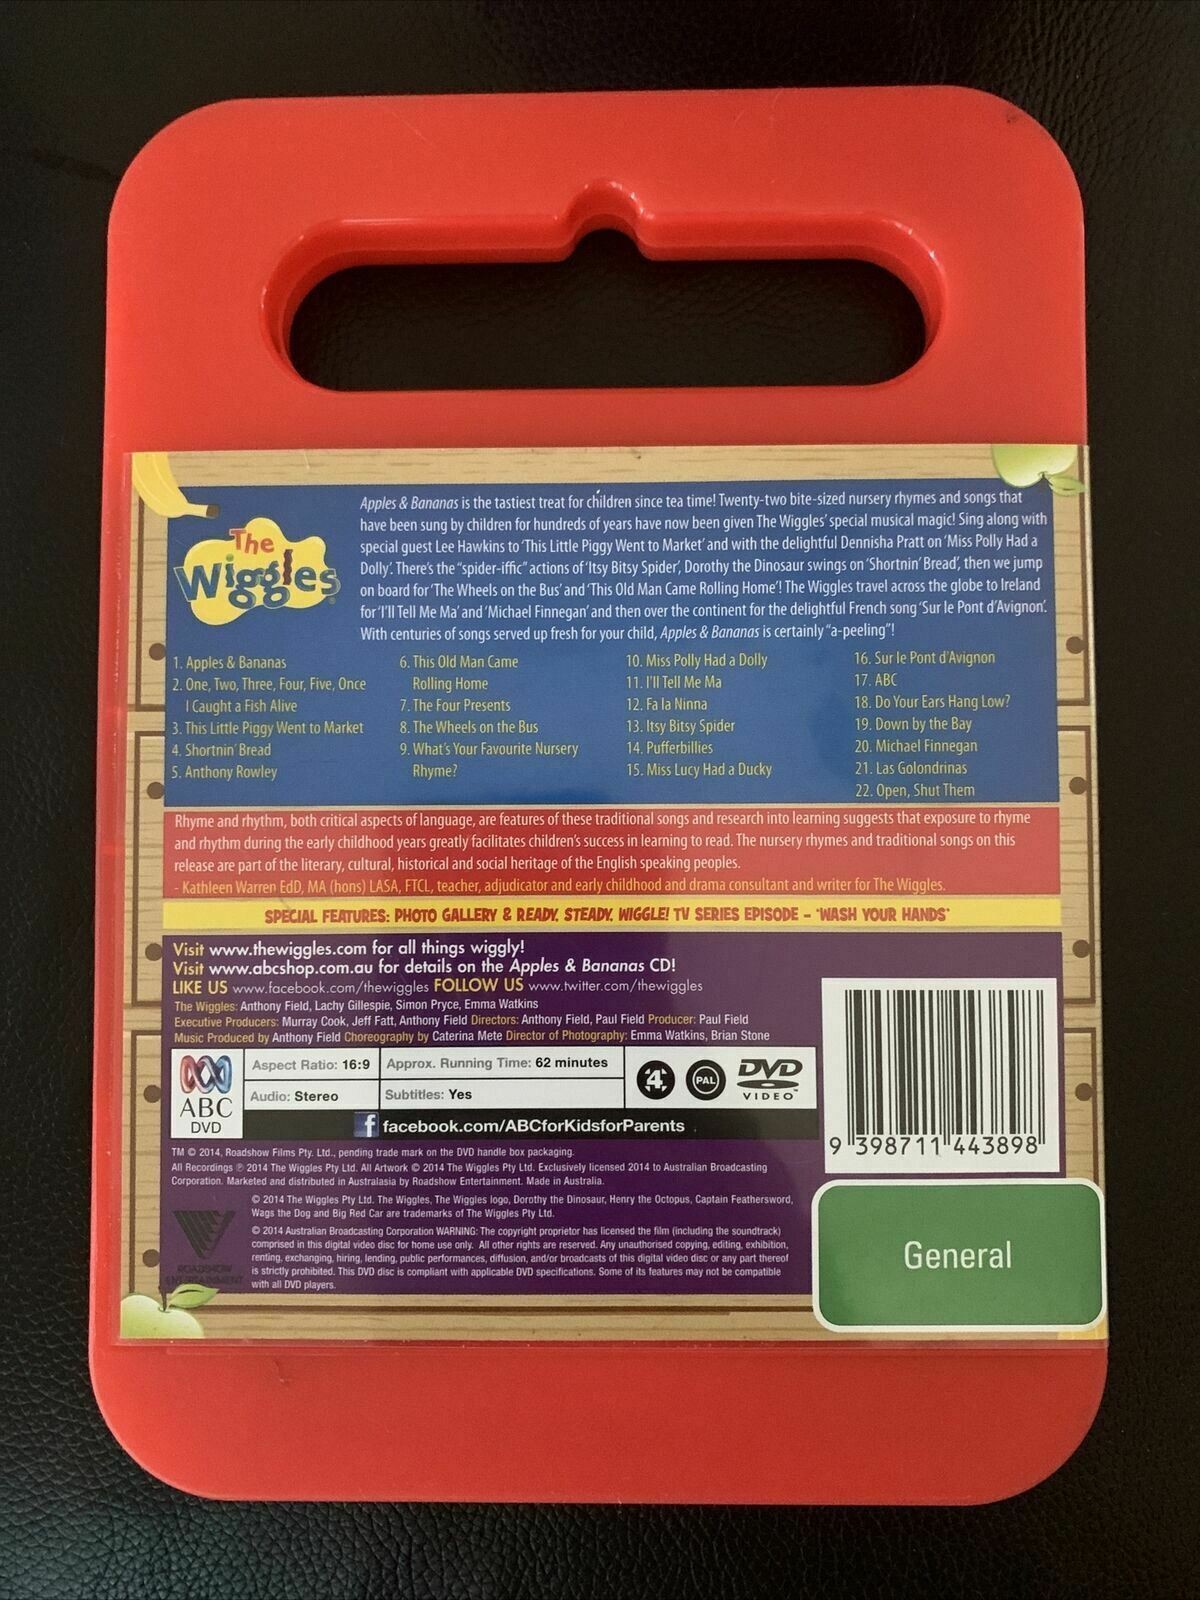 The
Wiggles
Apples & Bananas is the tastiest treat for children since tea time! Twenty-two bite-sized nursery rhymes and songs that
have been sung by children for hundreds of years have now been given The Wiggles' special musical magic! Sing along with
special guest Lee Hawkins to 'This Little Piggy Went to Market' and with the delightful Dennisha Pratt on 'Miss Polly Had a
Dolly'. There's the "spider-iffic" actions of 'Itsy Bitsy Spider', Dorothy the Dinosaur swings on 'Shortnin' Bread', then we jump
on board for 'The Wheels on the Bus' and 'This Old Man Came Rolling Home'! The Wiggles travel across the globe to Ireland
for 'I'll Tell Me Ma' and 'Michael Finnegan' and then over the continent for the delightful French song 'Sur le Pont d'Avignon'.
With centuries of songs served up fresh for your child, Apples & Bananas is certainly "a-peeling"!
1. Apples & Bananas
2. One, Two, Three, Four, Five, Once
I Caught a Fish Alive
3. This Little Piggy Went to Market
4. Shortnin' Bread
5. Anthony Rowley
6. This Old Man Came
Rolling Home
7. The Four Presents
8. The Wheels on the Bus
9. What's Your Favourite Nursery
Rhyme?
10. Miss Polly Had a Dolly
11. I'll Tell Me Ma
12. Fa la Ninna
13. Itsy Bitsy Spider
14. Pufferbillies
15. Miss Lucy Had a Ducky
16. Sur le Pont d'Avignon
17. ABC
18. Do Your Ears Hang Low?
19. Down by the Bay
20. Michael Finnegan
21. Las Golondrinas
22. Open, Shut Them
Rhyme and rhythm, both critical aspects of language, are features of these traditional songs and research into learning suggests that exposure to rhyme
and rhythm during the early childhood years greatly facilitates children's success in learning to read. The nursery rhymes and traditional songs on this
release are part of the literary, cultural, historical and social heritage of the English speaking peoples.
- Kathleen Warren EdD, MA (hons) LASA, FTCL, teacher, adjudicator and early childhood and drama consultant and writer for The Wiggles.
SPECIAL FEATURES: PHOTO GALLERY & READY, STEADY, WIGGLE! TV SERIES EPISODE – 'WASH YOUR HANDS'
Visit www.thewiggles.com for all things wiggly!
Visit www.abcshop.com.au for details on the Apples & Bananas CD!
LIKE US www.facebook.com/thewiggles FOLLOW US www.twitter.com/thewiggles
The Wiggles: Anthony Field, Lachy Gillespie, Simon Pryce, Emma Watkins
Executive Producers: Murray Cook, Jeff Fatt, Anthony Field Directors: Anthony Field, Paul Field Producer: Paul Field
Music Produced by Anthony Field Choreography by Caterina Mete Director of Photography: Emma Watkins, Brian Stone
ABC
DVD
Aspect Ratio: 16:9
Approx. Running Time: 62 minutes
Audio: Stereo
Subtitles: Yes
4
PAL
DVD
VIDEO™
f facebook.com/ABCforKidsforParents
9 398711 443898
TM © 2014, Roadshow Films Pty. Ltd., pending trade mark on the DVD handle box packaging.
All Recordings ℗ 2014 The Wiggles Pty Ltd. All Artwork © 2014 The Wiggles Pty Ltd. Exclusively licensed 2014 to Australian Broadcasting
Corporation. Marketed and distributed in Australasia by Roadshow Entertainment. Made in Australia.
© 2014 The Wiggles Pty Ltd. The Wiggles, The Wiggles logo, Dorothy the Dinosaur, Henry the Octopus, Captain Feathersword,
Wags the Dog and Big Red Car are trademarks of The Wiggles Pty Ltd.
© 2014 Australian Broadcasting Corporation WARNING: The copyright proprietor has licensed the film (including the soundtrack)
comprised in this digital video disc for home use only. All other rights are reserved. Any unauthorised copying, editing, exhibition,
renting, exchanging, hiring, lending, public performances, diffusion, and/or broadcasts of this digital video disc or any part thereof
is strictly prohibited. This DVD disc is compliant with applicable DVD specifications. Some of its features may not be compatible
with all DVD players.
ROADSHOW
ENTERTAINMENT
General